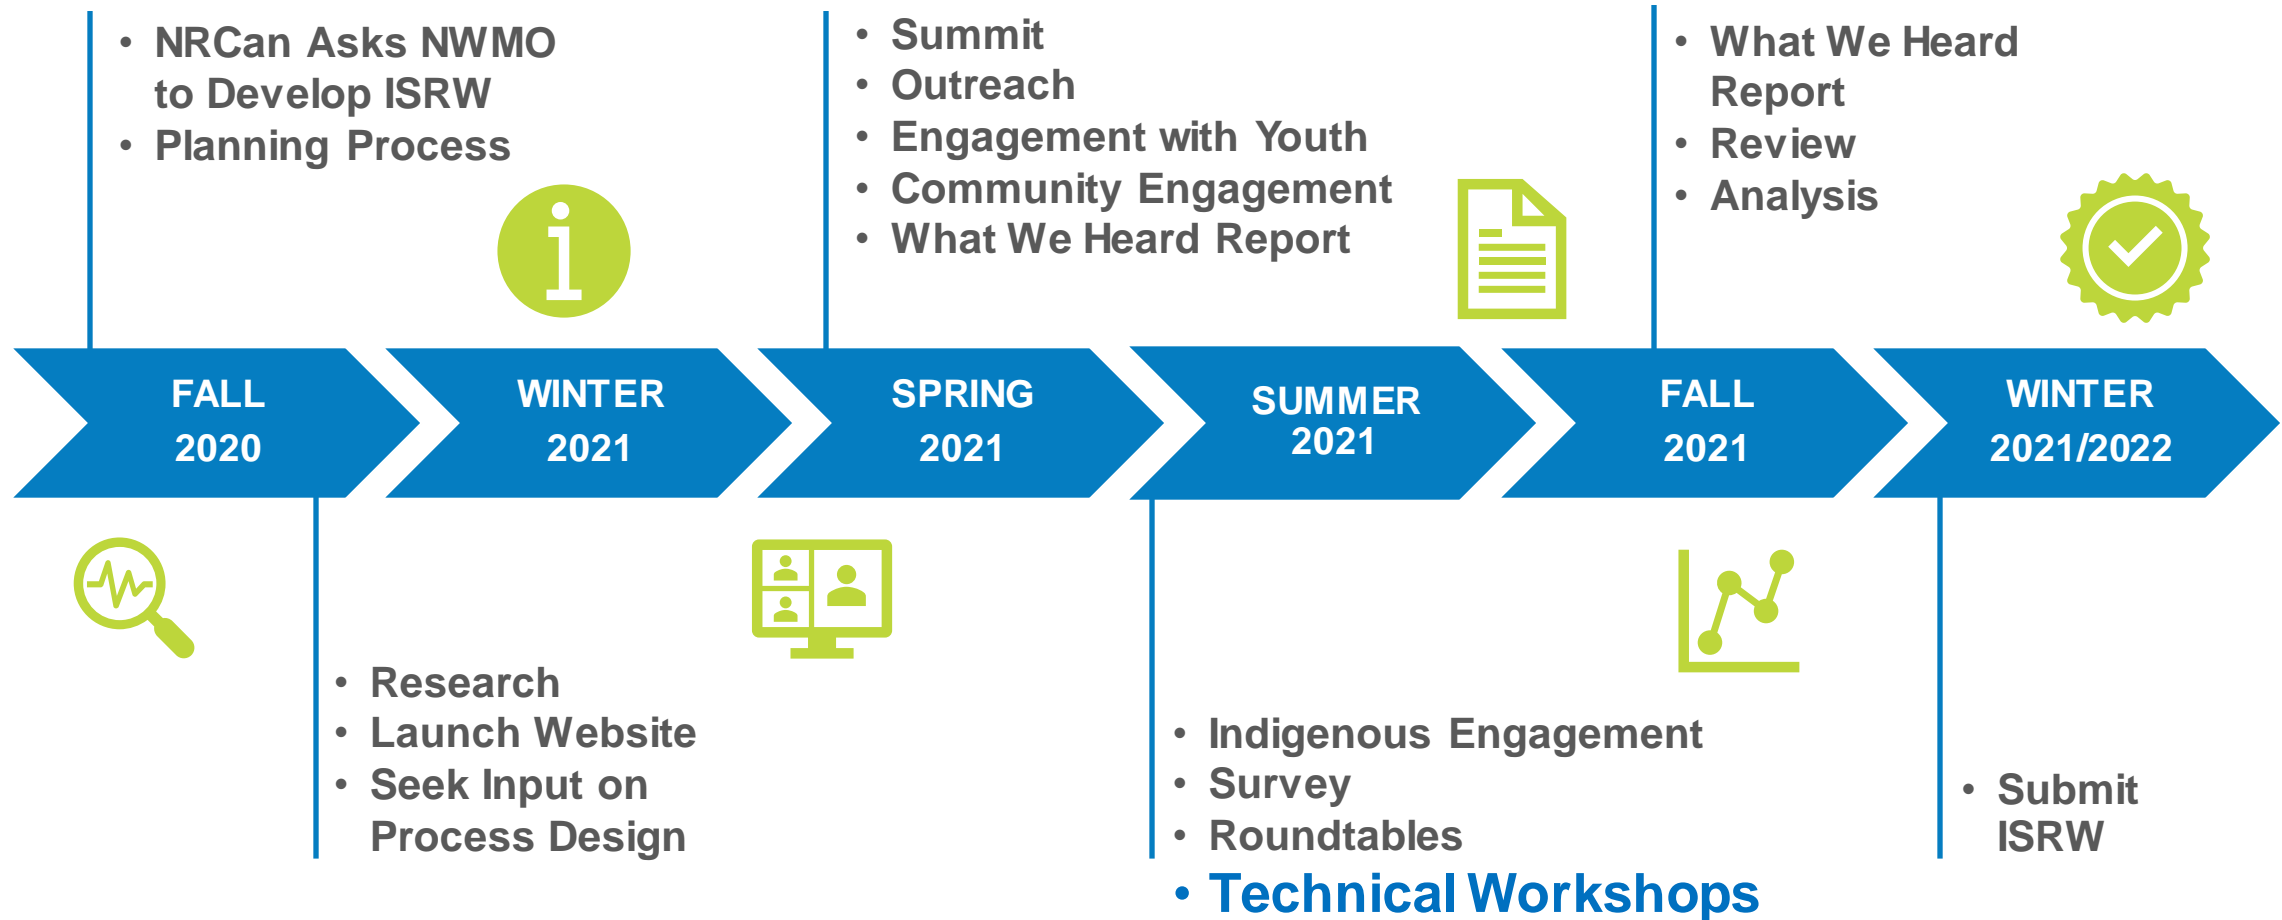 • NRCan Asks NWMO
to Develop ISRW
• Planning Process
• Summit
• Outreach
• Engagement with Youth
• Community Engagement
• What We Heard Report
• What We Heard
Report
• Review
• Analysis
FALL
2020
WINTER
2021
SPRING
2021
SUMMER
2021
FALL
2021
WINTER
2021/2022
• Research
• Launch Website
• Seek Input on
Process Design
• Indigenous Engagement
• Survey
• Roundtables
• Technical Workshops
• Submit
ISRW